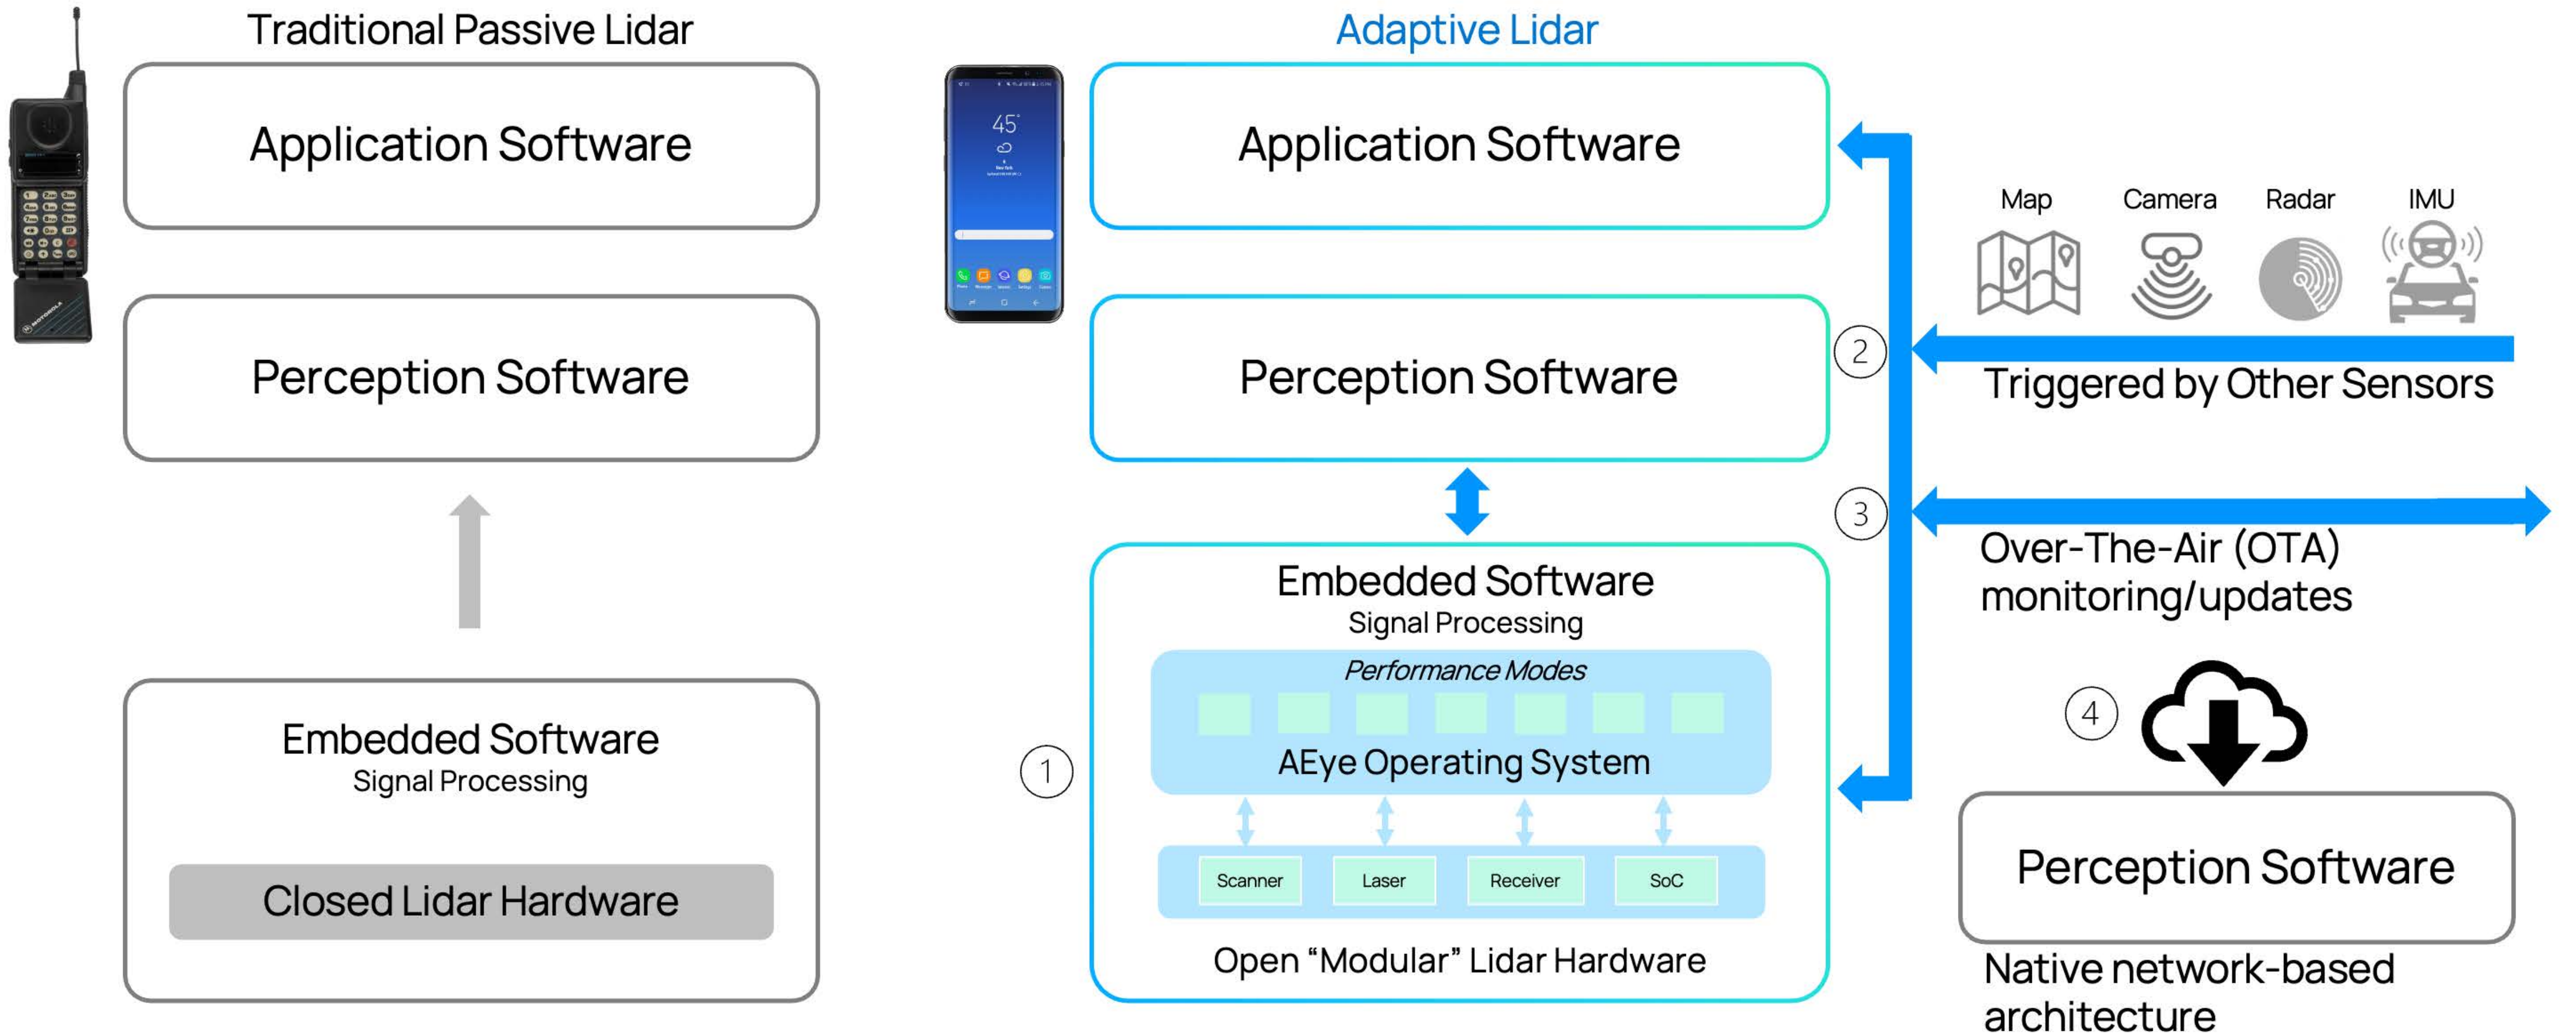 Traditional Passive Lidar
Application Software
Perception Software
Embedded Software
Signal Processing
Closed Lidar Hardware
MOTOROLA
Adaptive Lidar
45°
New York
Application Software
Perception Software
Embedded Software
Signal Processing
Performance Modes
AEye Operating System
Scanner Laser Receiver SoC
Open “Modular” Lidar Hardware
1
2
3
Map Camera Radar IMU
Triggered by Other Sensors
Over-The-Air (OTA)
monitoring/updates
4
Perception Software
Native network-based
architecture